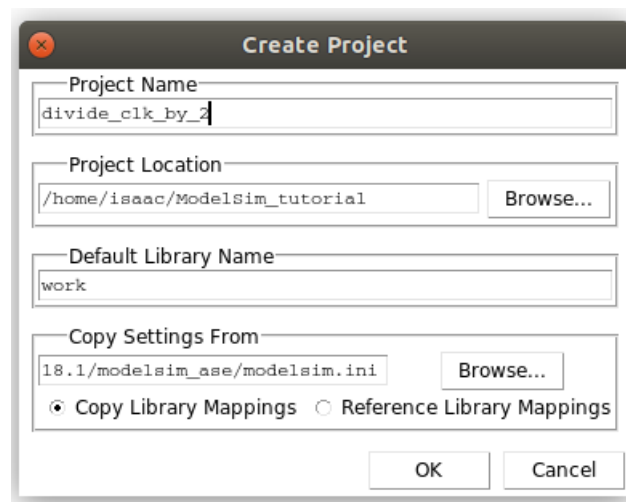 Create Project
Project Name
divide_clk_by_2
Project Location
/home/isaac/ModelSim_tutorial
Browse...
Default Library Name
work
Copy Settings From
18.1/modelsim_ase/modelsim.ini
Browse...
Copy Library Mappings
Reference Library Mappings
OK
Cancel